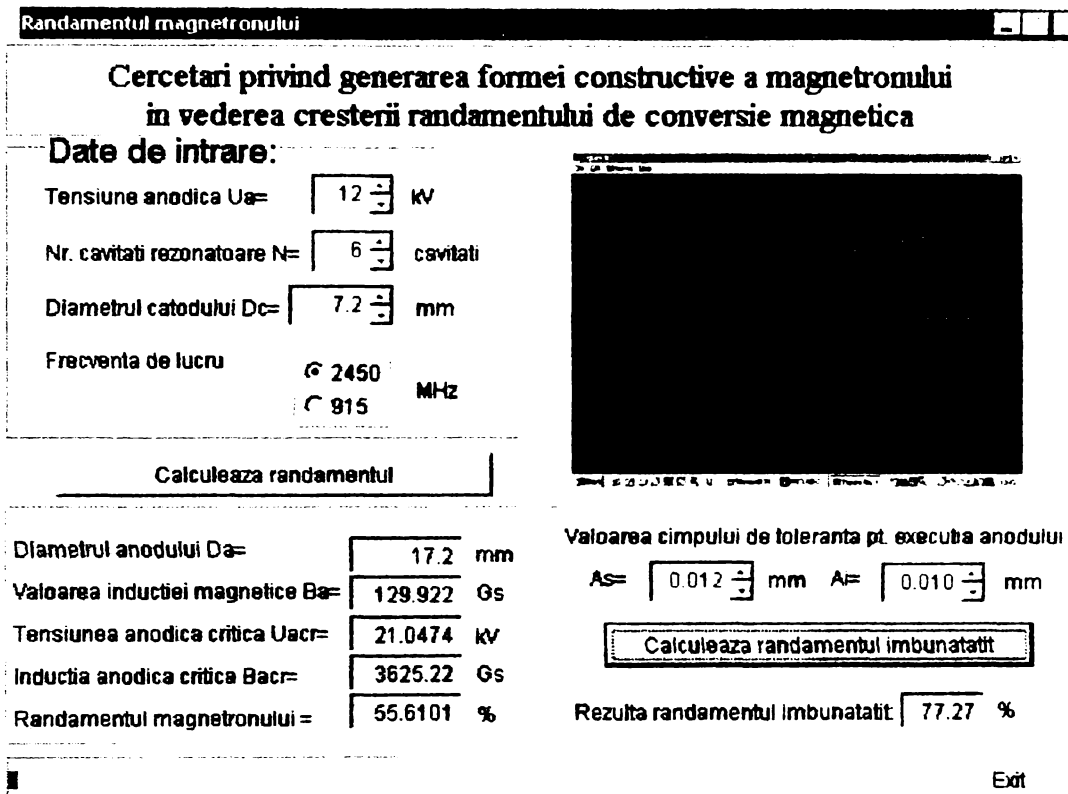 Randamentul magnetronului
Cercetari privind generarea formei constructive a magnetronului
in vederea cresterii randamentului de conversie magnetica
Date de intrare:
Tensiune anodica Ua= 12 kV
Nr. cavitati rezonatoare N= 6 cavitati
Diametrul catodului Dc= 7.2 mm
Frecventa de lucru
2450
915
MHz
Calculeaza randamentul
Diametrul anodului Da= 17.2 mm
Valoarea inductiei magnetice Ba= 129.922 Gs
Tensiunea anodica critica Uacr= 21.0474 kV
Inductia anodica critica Bacr= 3625.22 Gs
Randamentul magnetronului = 55.6101 %
Valoarea cimpului de toleranta pt. executia anodului
As= 0.012 mm Ai= 0.010 mm
Calculeaza randamentul imbunatatit
Rezulta randamentul imbunatatit: 77.27 %
Exit